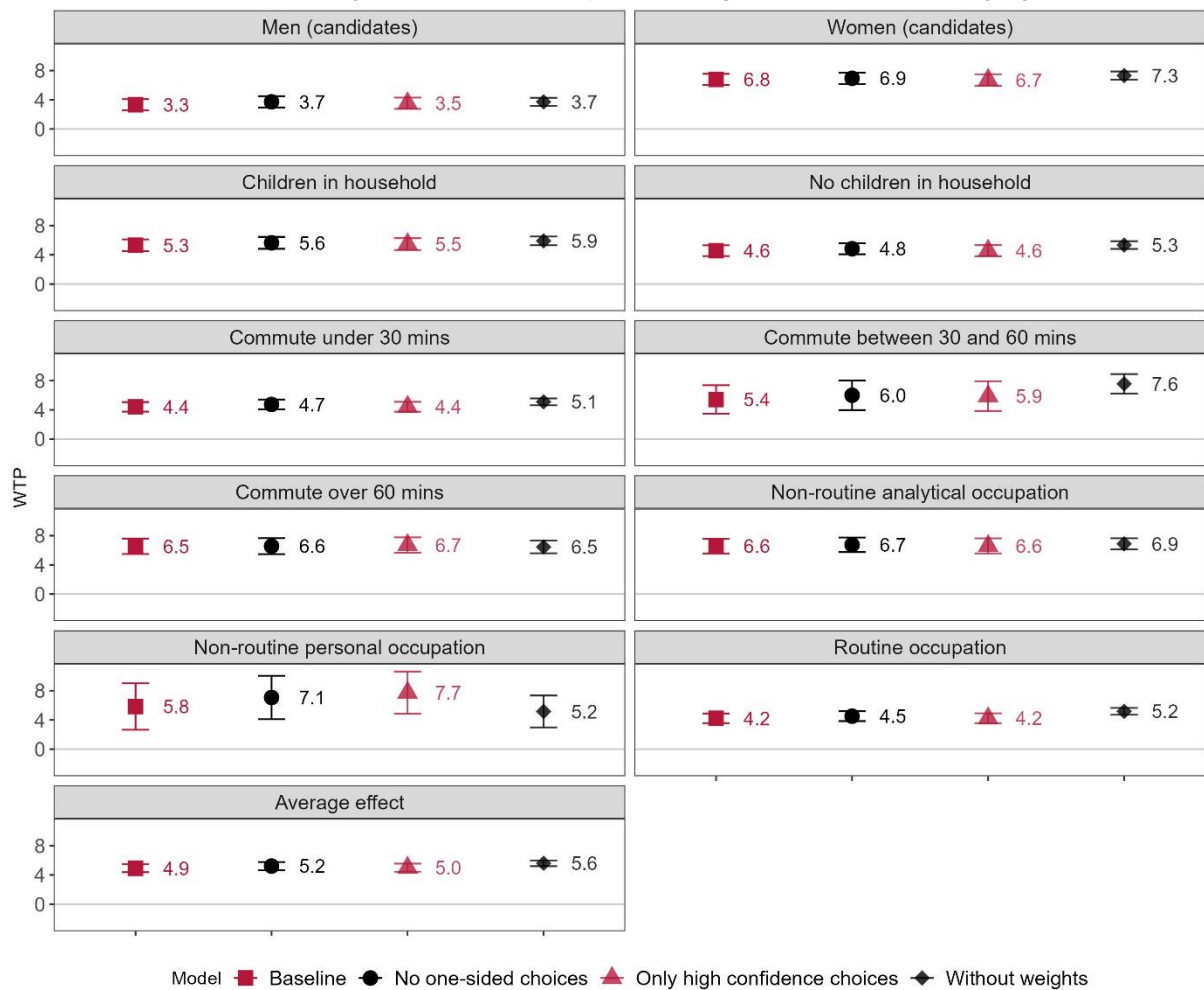 Men (candidates) Women (candidates)
8
4
0
3.3 3.7 3.5 3.7 6.8 6.9 6.7 7.3
Children in household No children in household
8
4
0
5.3 5.6 5.5 5.9 4.6 4.8 4.6 5.3
Commute under 30 mins Commute between 30 and 60 mins
8
4
0
4.4 4.7 4.4 5.1 5.4 6.0 5.9 7.6
WTP
Commute over 60 mins Non-routine analytical occupation
8
4
0
6.5 6.6 6.7 6.5 6.6 6.7 6.6 6.9
Non-routine personal occupation Routine occupation
8
4
0
5.8 7.1 7.7 5.2 4.2 4.5 4.2 5.2
Average effect
8
4
0
4.9 5.2 5.0 5.6
Model Baseline No one-sided choices Only high confidence choices Without weights